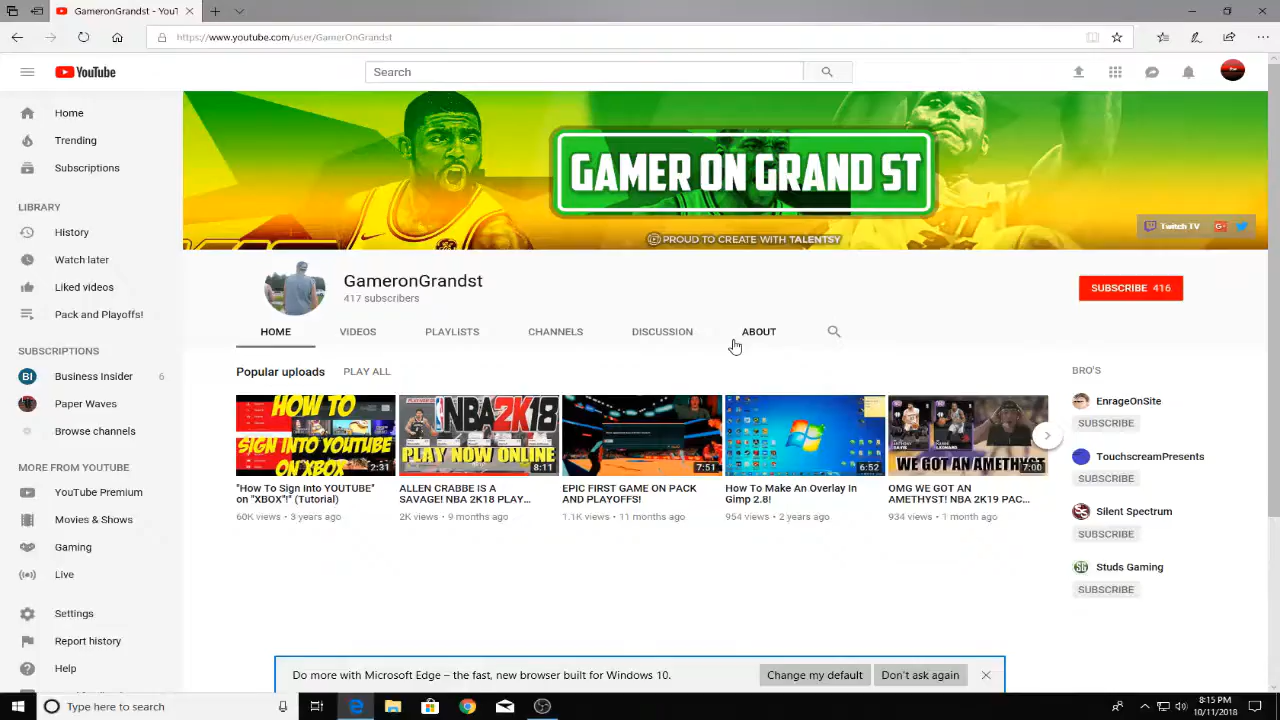 GameronGrandst - YouT
https://www.youtube.com/user/GamerOnGrandst
YouTube
Search
Home
Trending
Subscriptions
LIBRARY
History
Watch later
Liked videos
Pack and Playoffs!
SUBSCRIPTIONS
BI Business Insider 6
Paper Waves
Browse channels
MORE FROM YOUTUBE
YouTube Premium
Movies & Shows
Gaming
Live
Settings
Report history
Help
GAMER ON GRAND ST
PROUD TO CREATE WITH TALENTSY
Twitch TV G+
GameronGrandst
417 subscribers
SUBSCRIBE 416
HOME VIDEOS PLAYLISTS CHANNELS DISCUSSION ABOUT
Popular uploads PLAY ALL
HOW TO
SIGN INTO YOUTUBE
ON XBOX
2:31
"How To Sign Into YOUTUBE"
on "XBOX"!" (Tutorial)
60K views • 3 years ago
NBA2K18
PLAY NOW ONLINE
8:11
ALLEN CRABBE IS A
SAVAGE! NBA 2K18 PLAY...
2K views • 9 months ago
7:51
EPIC FIRST GAME ON PACK
AND PLAYOFFS!
1.1K views • 11 months ago
6:52
How To Make An Overlay In
Gimp 2.8!
954 views • 2 years ago
WE GOT AN AMETHYST
7:00
OMG WE GOT AN
AMETHYST! NBA 2K19 PAC...
934 views • 1 month ago
BRO'S
EnrageOnSite
SUBSCRIBE
TouchscreamPresents
SUBSCRIBE
Silent Spectrum
SUBSCRIBE
SG Studs Gaming
SUBSCRIBE
Do more with Microsoft Edge – the fast, new browser built for Windows 10.
Change my default
Don't ask again
Type here to search
8:15 PM
10/11/2018